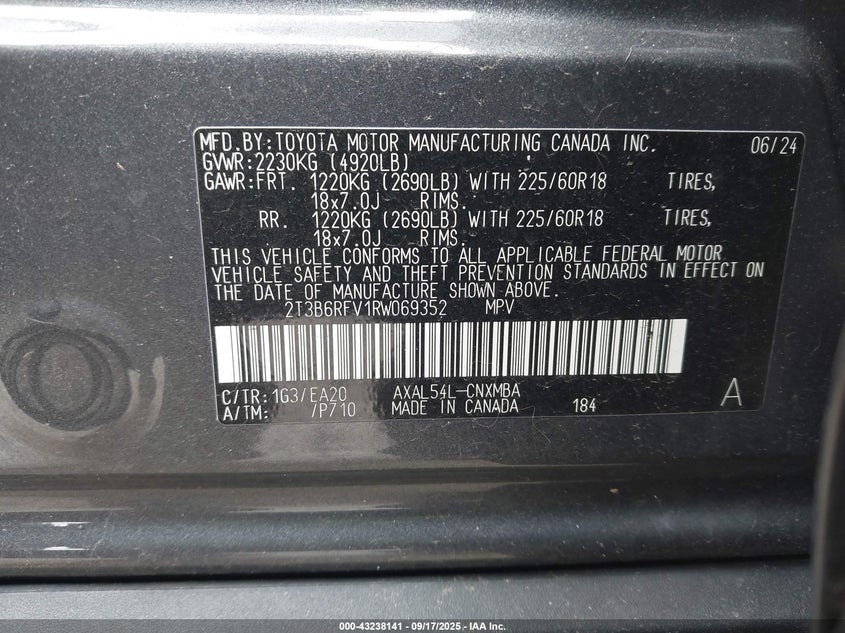 MFD.BY:TOYOTA MOTOR MANUFACTURING CANADA INC. 06/24
GVWR:2230KG (4920LB)
GAWR:FRT. 1220KG (2690LB) WITH 225/60R18 TIRES,
18x7.0J RIMS.
RR. 1220KG (2690LB) WITH 225/60R18 TIRES,
18x7.0J RIMS.
THIS VEHICLE CONFORMS TO ALL APPLICABLE FEDERAL MOTOR
VEHICLE SAFETY AND THEFT PREVENTION STANDARDS IN EFFECT ON
THE DATE OF MANUFACTURE SHOWN ABOVE.
2T3B6RFV1RW069352 MPV
C/TR:1G3/EA20 AXAL54L-CNXMBA
A/TM: /P710 MADE IN CANADA 184 A
000-43238141 - 09/17/2025 - IAA Inc.